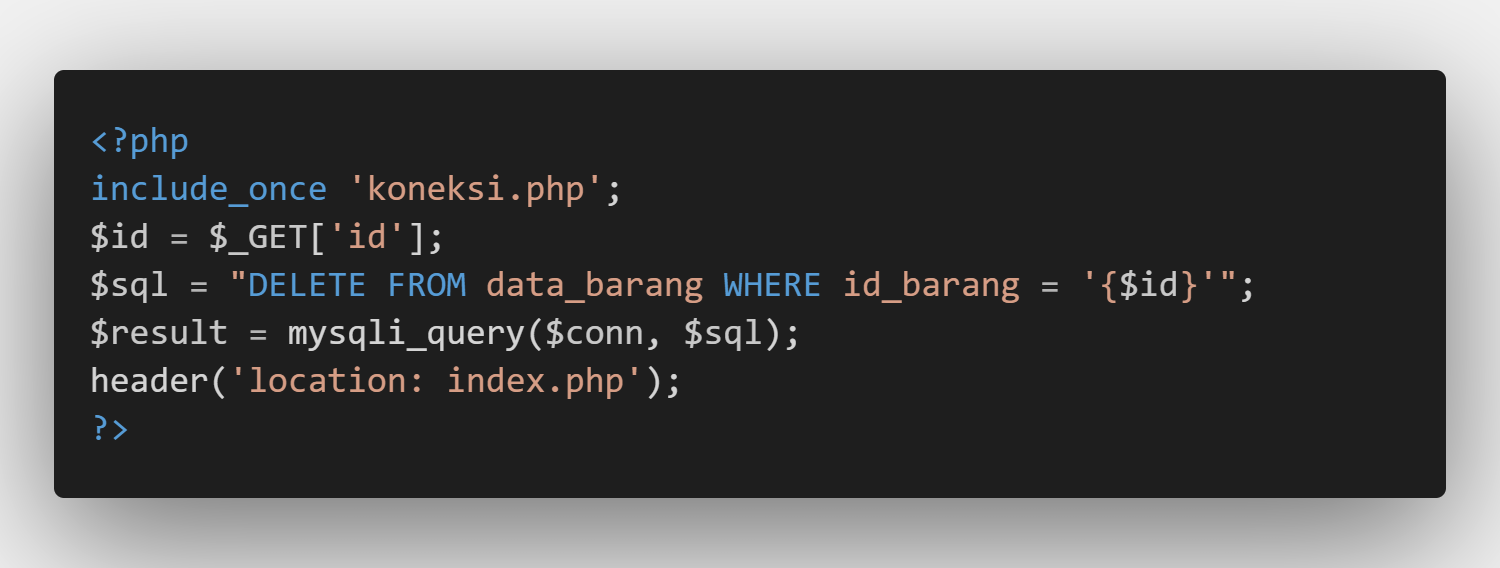 <?php
include_once 'koneksi.php';
$id = $_GET['id'];
$sql = "DELETE FROM data_barang WHERE id_barang = '{$id}'";
$result = mysqli_query($conn, $sql);
header('location: index.php');
?>